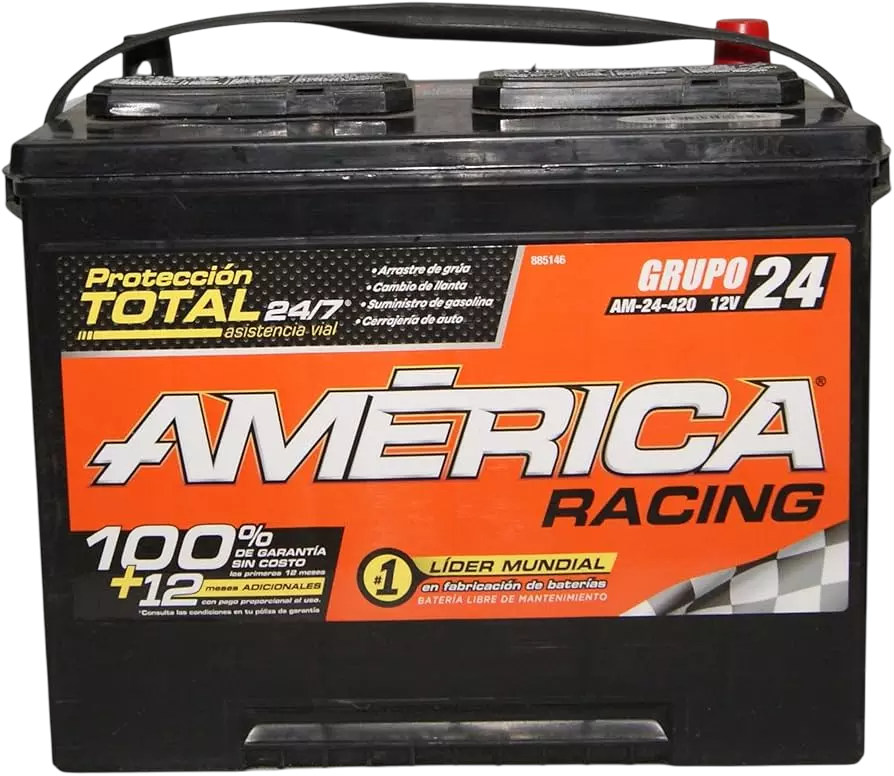 Protección
TOTAL 24/7®
asistencia vial
• Arrastre de grúa
• Cambio de llanta
• Suministro de gasolina
• Cerrajería de auto
885146
GRUPO 24
AM-24-420 12V
AMÉRICA®
RACING
100%
DE GARANTÍA
SIN COSTO
los primeros 12 meses
+12
meses ADICIONALES
con pago proporcional al uso.
*Consulta las condiciones en tu póliza de garantía
#1
LÍDER MUNDIAL
en fabricación de baterías
BATERÍA LIBRE DE MANTENIMIENTO